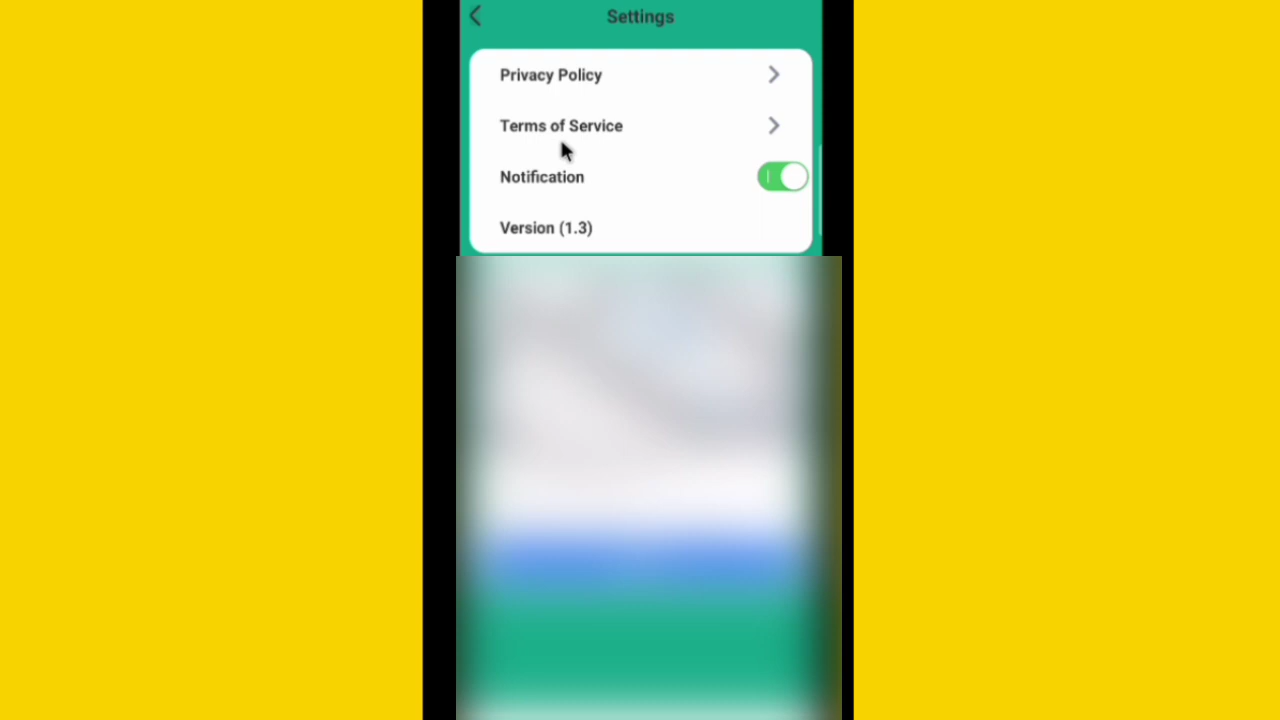 Settings
Privacy Policy
Terms of Service
Notification
Version (1.3)